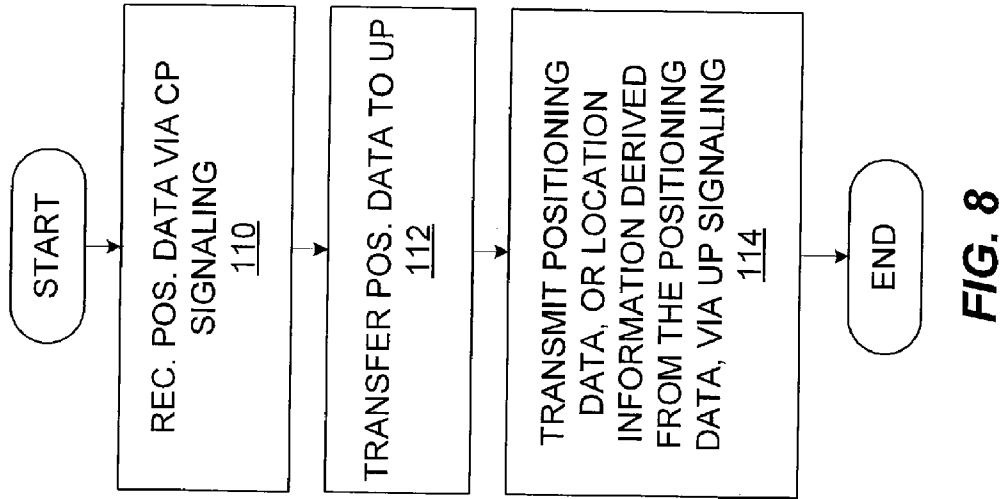 START
REC. POS. DATA VIA CP
SIGNALING
110
TRANSFER POS. DATA TO UP
112
TRANSMIT POSITIONING
DATA, OR LOCATION
INFORMATION DERIVED
FROM THE POSITIONING
DATA, VIA UP SIGNALING
114
END
FIG. 8